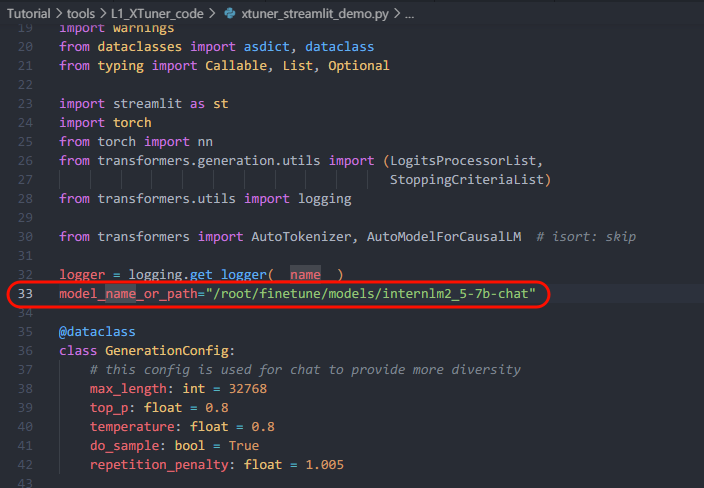 Tutorial > tools > L1_XTuner_code > xtuner_streamlit_demo.py > ...
19 import warnings
20 from dataclasses import asdict, dataclass
21 from typing import Callable, List, Optional
22
23 import streamlit as st
24 import torch
25 from torch import nn
26 from transformers.generation.utils import (LogitsProcessorList,
27                                            StoppingCriteriaList)
28 from transformers.utils import logging
29
30 from transformers import AutoTokenizer, AutoModelForCausalLM  # isort: skip
31
32 logger = logging.get_logger(__name__)
33 model_name_or_path="/root/finetune/models/internlm2_5-7b-chat"
34
35 @dataclass
36 class GenerationConfig:
37     # this config is used for chat to provide more diversity
38     max_length: int = 32768
39     top_p: float = 0.8
40     temperature: float = 0.8
41     do_sample: bool = True
42     repetition_penalty: float = 1.005
43